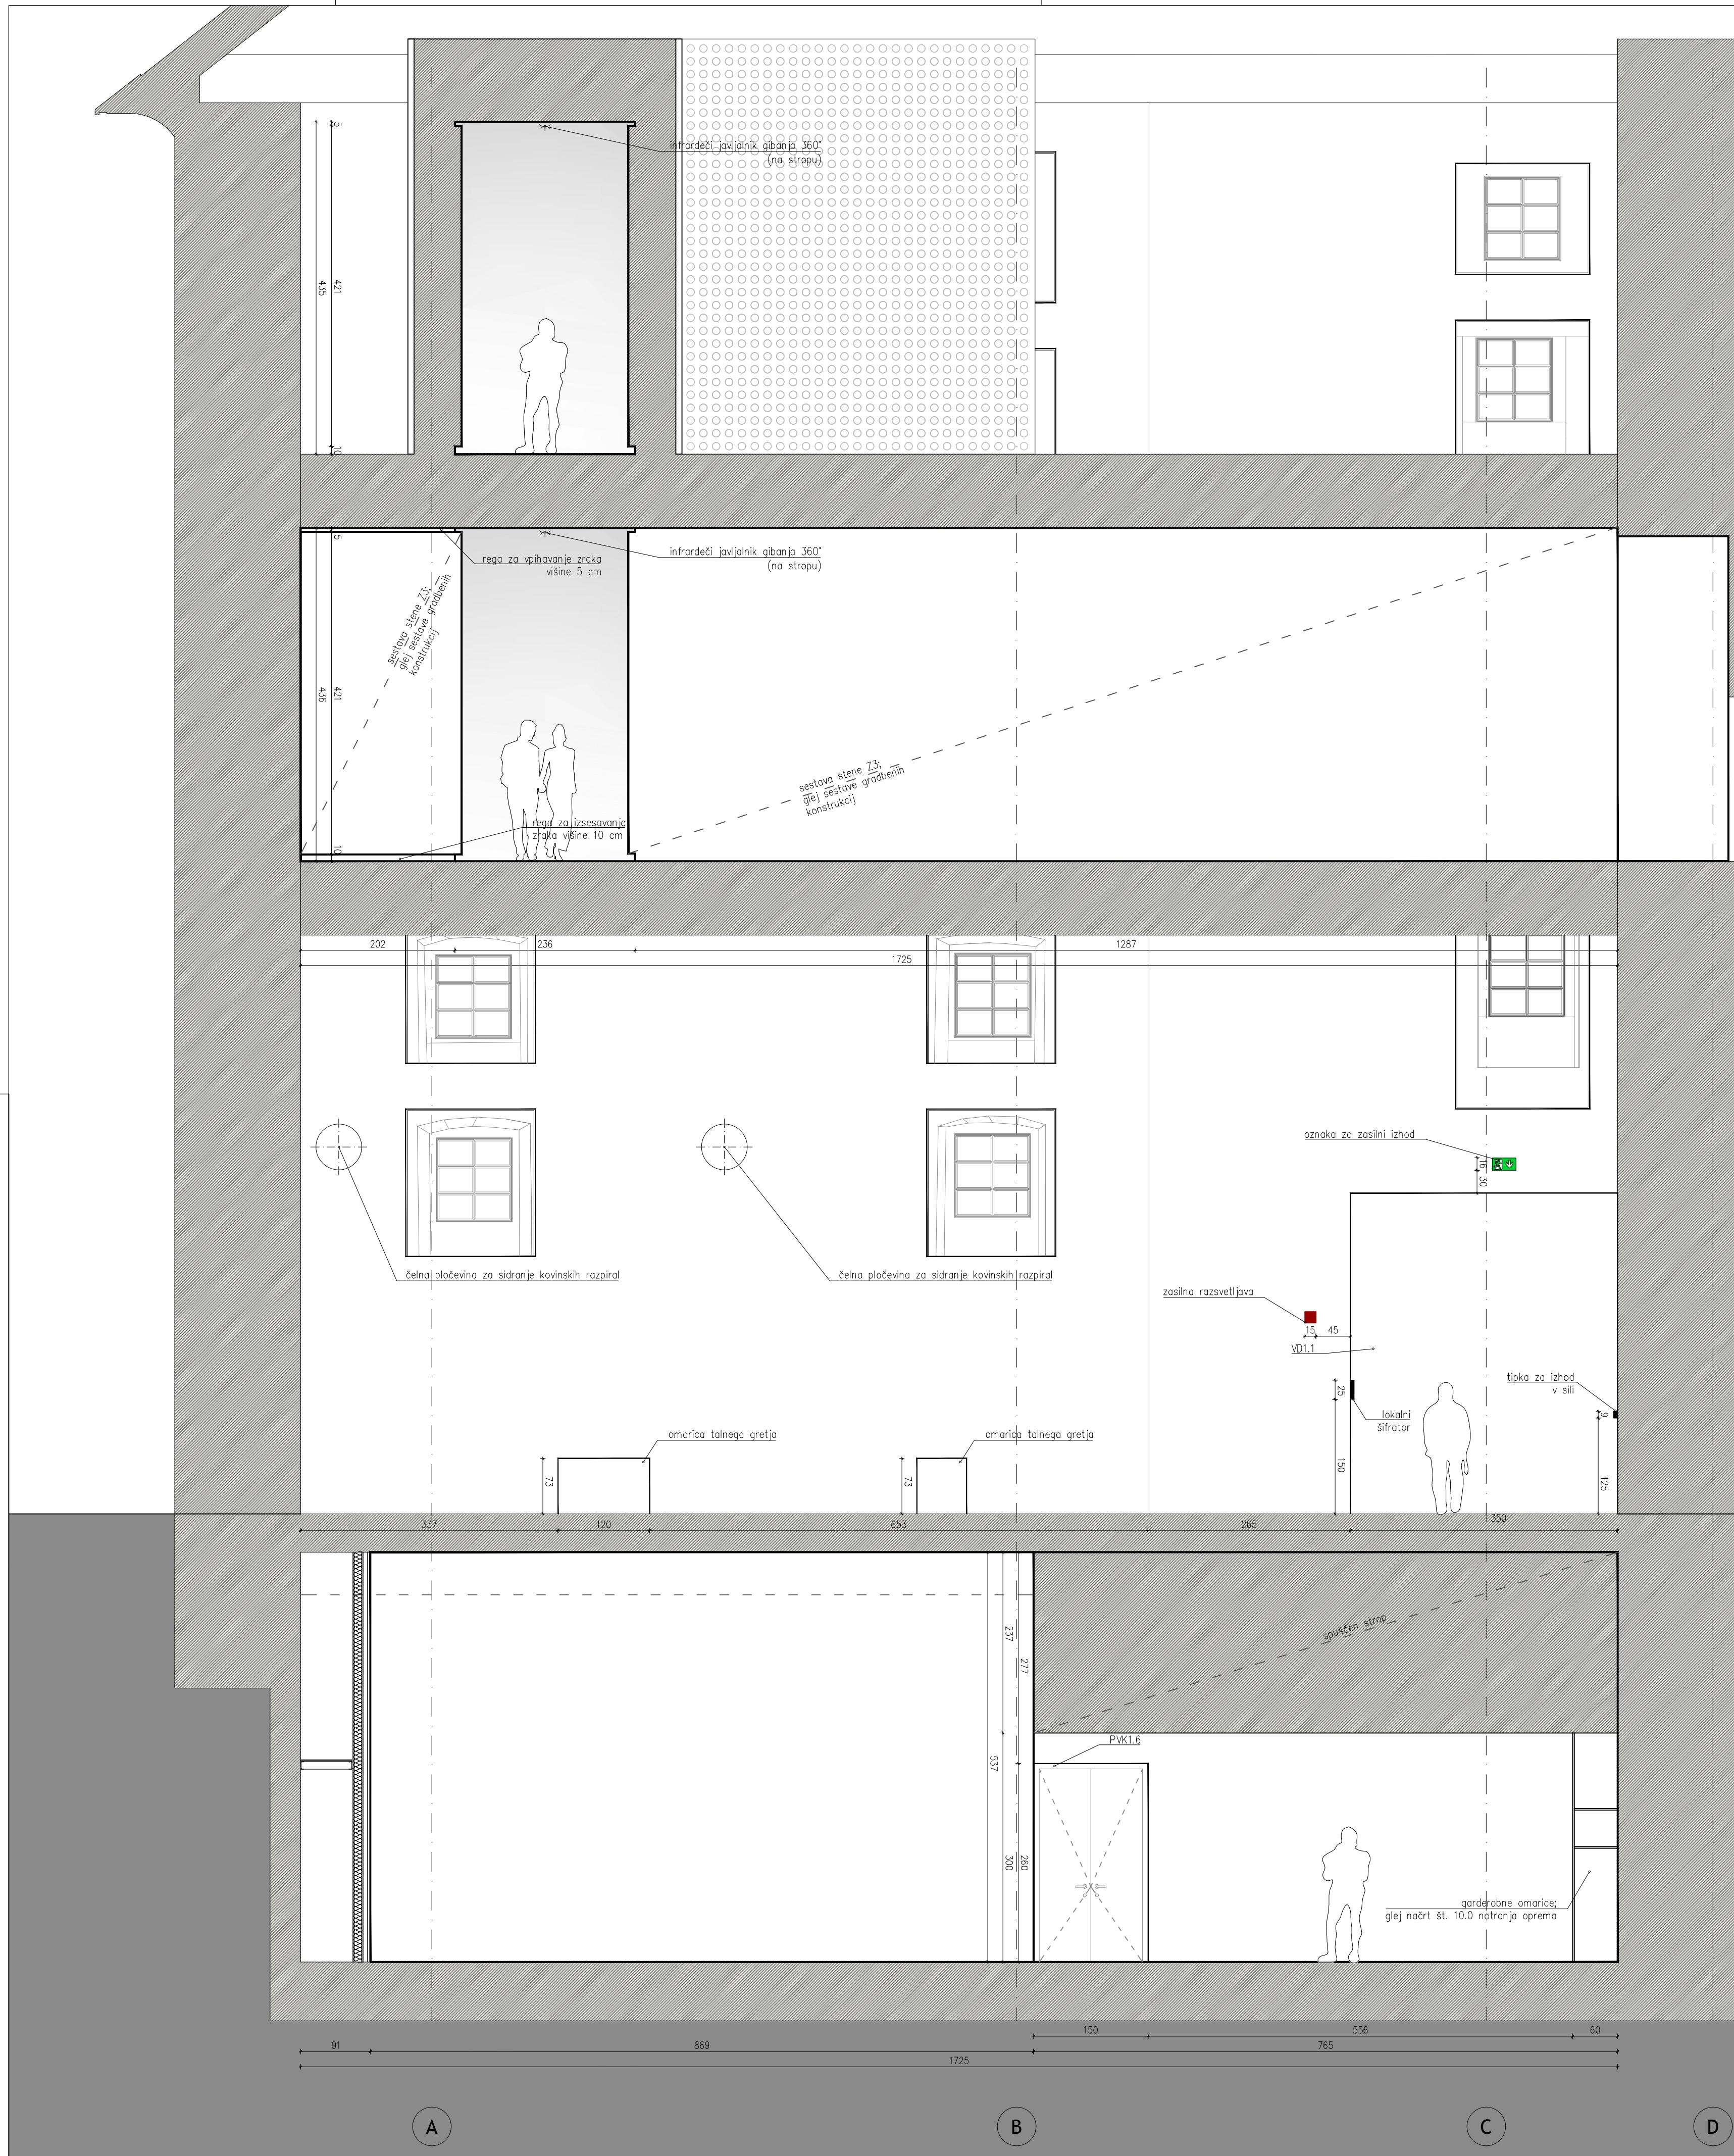 infrardeči javljalnik gibanja 360°
(na stropu)
5
421
435
10
rega za vpihavanje zraka
višine 5 cm
infrardeči javljalnik gibanja 360°
(na stropu)
5
sestava stene Z3;
glej sestave gradbenih
konstrukcij
421
436
sestava stene Z3;
glej sestave gradbenih
konstrukcij
rega za izsesavanje
zraka višine 10 cm
10
202
236
1287
1725
oznaka za zasilni izhod
16
30
čelna pločevina za sidranje kovinskih razpiral
čelna pločevina za sidranje kovinskih razpiral
zasilna razsvetljava
15
45
VD1.1
25
tipka za izhod
v sili
lokalni
šifrator
9
omarica talnega gretja
omarica talnega gretja
73
73
150
125
337
120
653
265
350
237
277
spuščen strop
PVK1.6
537
300
260
garderobne omarice;
glej načrt št. 10.0 notranja oprema
150
556
60
91
869
765
1725
A
B
C
D